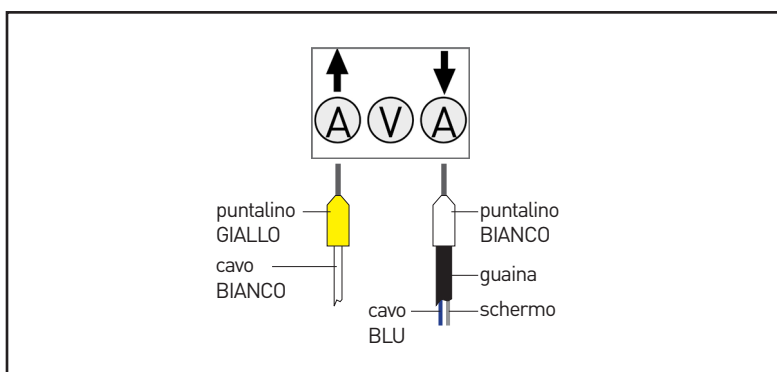 A V A
puntalino
GIALLO
puntalino
BIANCO
cavo
BIANCO
guaina
cavo
BLU
schermo